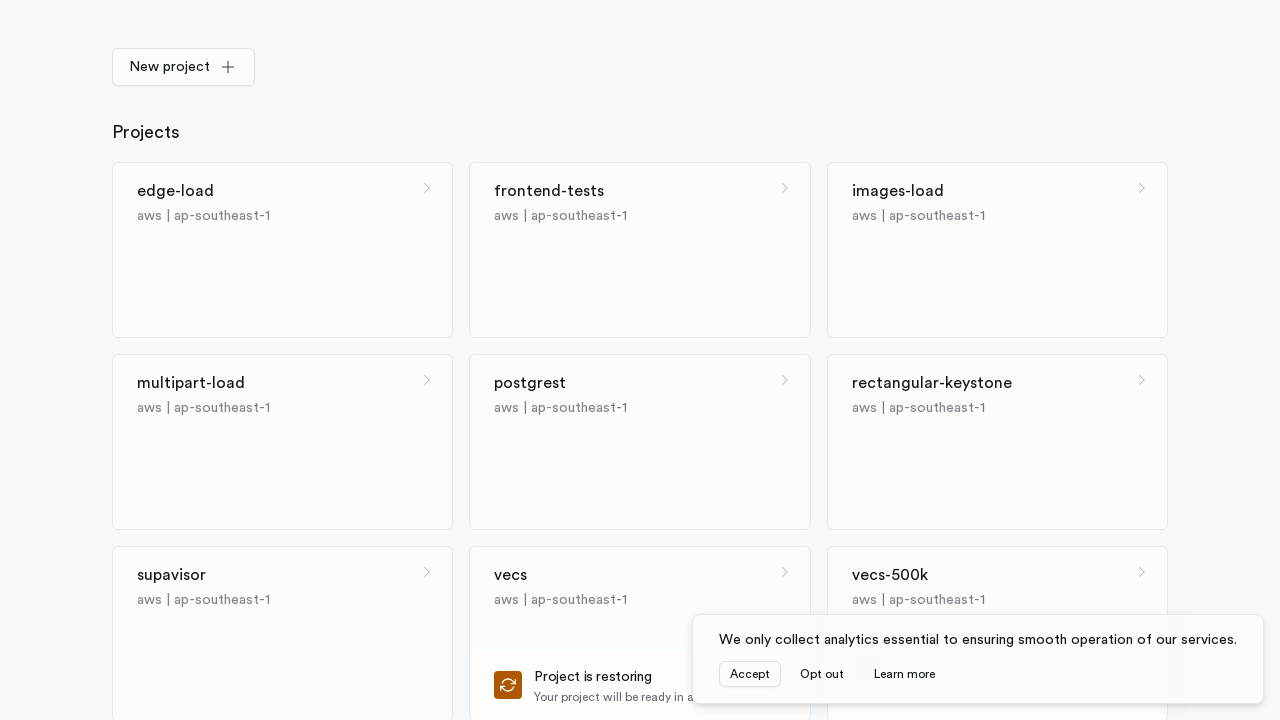 New project
Projects
edge-load
aws | ap-southeast-1
frontend-tests
aws | ap-southeast-1
images-load
aws | ap-southeast-1
multipart-load
aws | ap-southeast-1
postgrest
aws | ap-southeast-1
rectangular-keystone
aws | ap-southeast-1
supavisor
aws | ap-southeast-1
vecs
aws | ap-southeast-1
Project is restoring
Your project will be ready in a
vecs-500k
aws | ap-southeast-1
We only collect analytics essential to ensuring smooth operation of our services.
Accept
Opt out
Learn more